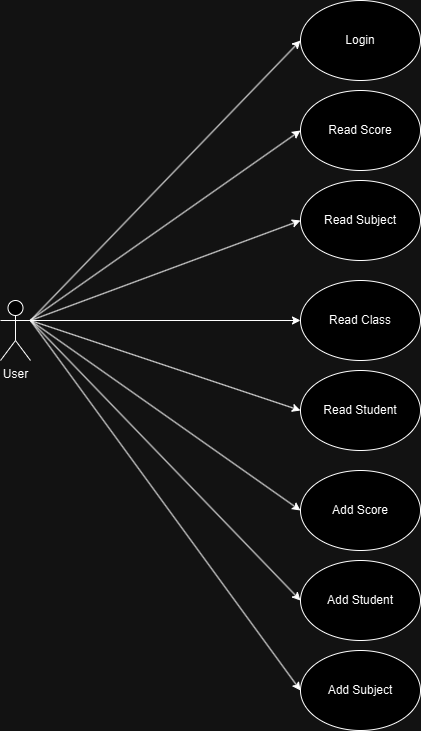 Login
Read Score
Read Subject
Read Class
Read Student
User
Add Score
Add Student
Add Subject